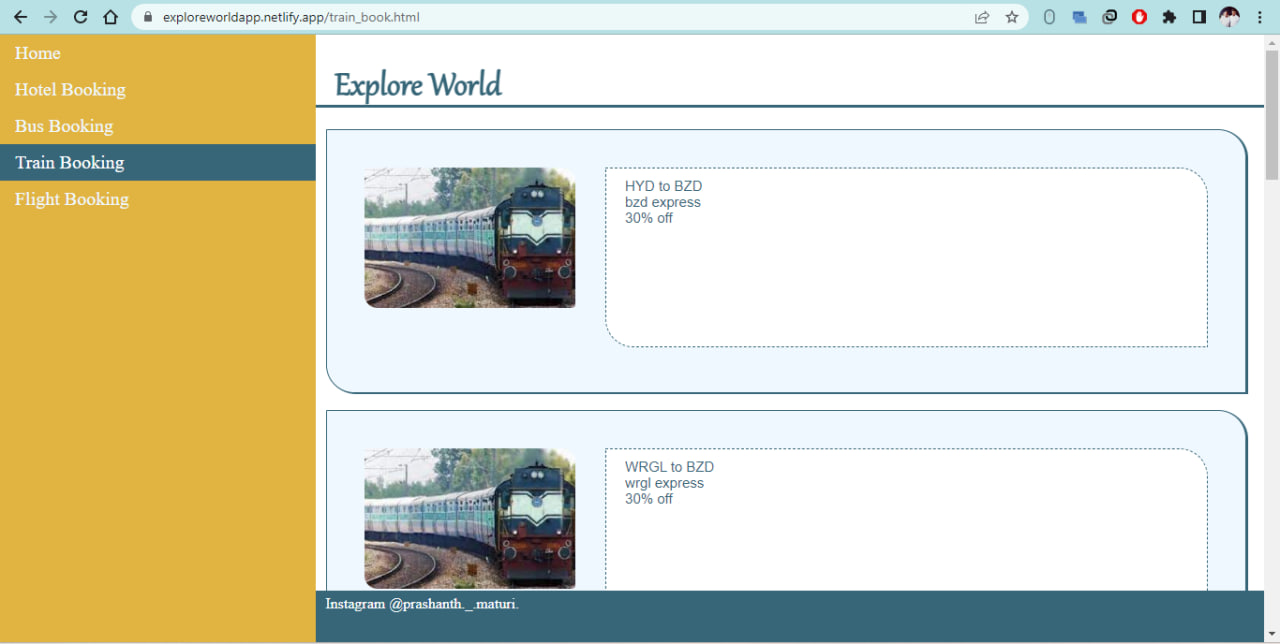 exploreworldapp.netlify.app/train_book.html
Home
Hotel Booking
Bus Booking
Train Booking
Flight Booking
Explore World
HYD to BZD
bzd express
30% off
WRGL to BZD
wrgl express
30% off
Instagram @prashanth._.maturi.